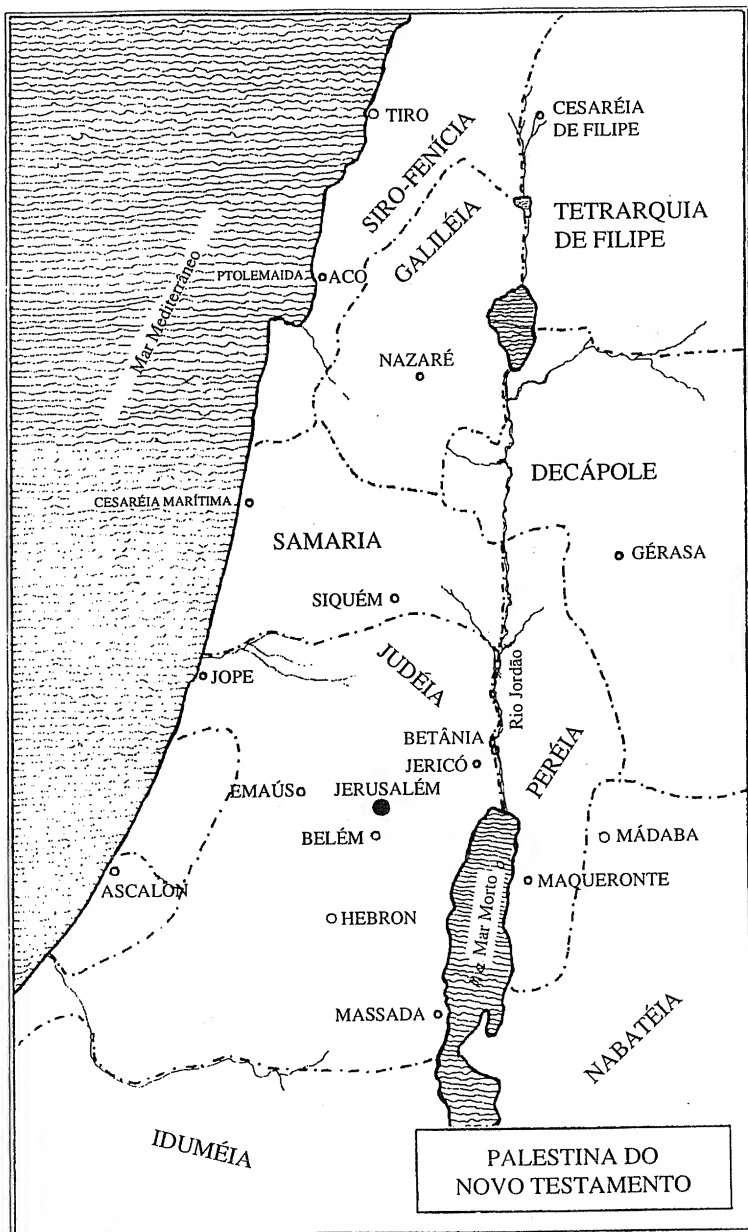 TIRO
CESARÉIA
DE FILIPE
SIRO-FENÍCIA
GALILÉIA
TETRARQUIA
DE FILIPE
Mar Mediterrâneo
PTOLEMAIDA
ACO
NAZARÉ
DECÁPOLE
CESARÉIA MARÍTIMA
SAMARIA
GÉRASA
SIQUÉM
JUDÉIA
JOPE
Rio Jordão
BETÂNIA
JERICÓ
PERÉIA
EMAÚS
JERUSALÉM
BELÉM
MÁDABA
ASCALON
MAQUERONTE
Mar Morto
HEBRON
MASSADA
NABATÉIA
IDUMÉIA
PALESTINA DO
NOVO TESTAMENTO